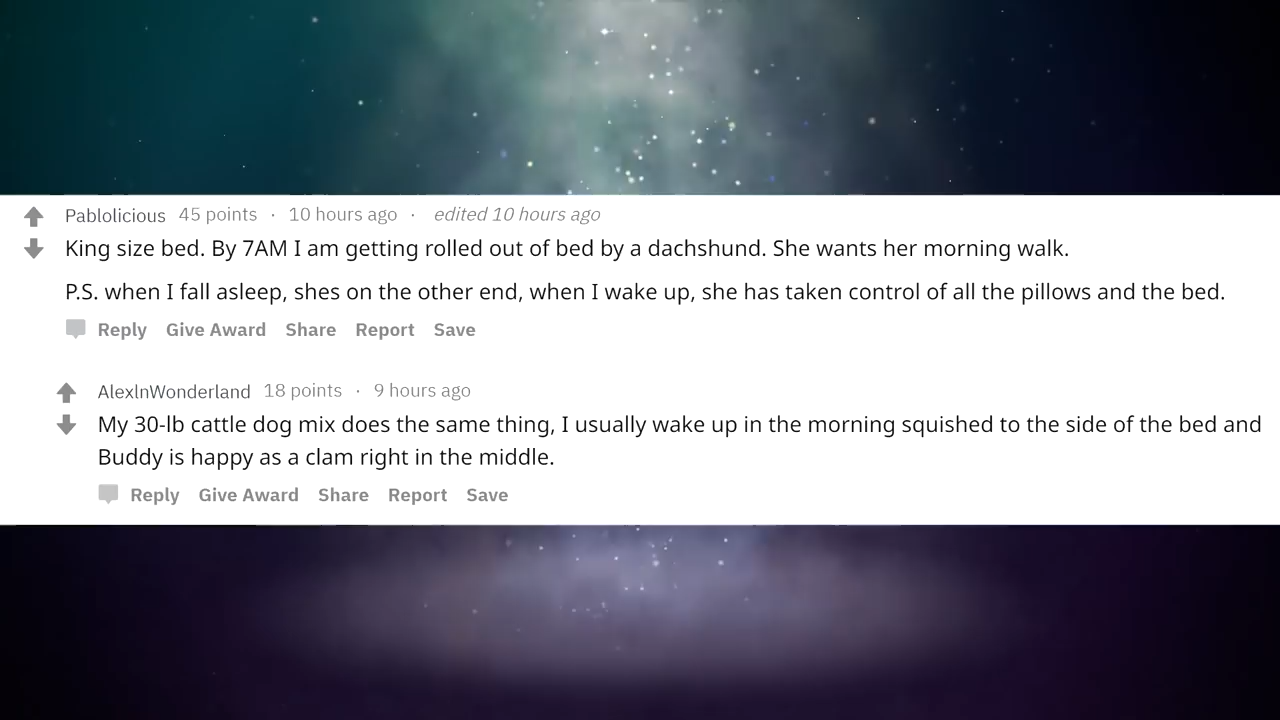 Pablolicious 45 points · 10 hours ago · edited 10 hours ago
King size bed. By 7AM I am getting rolled out of bed by a dachshund. She wants her morning walk.
P.S. when I fall asleep, shes on the other end, when I wake up, she has taken control of all the pillows and the bed.
Reply Give Award Share Report Save
AlexInWonderland 18 points · 9 hours ago
My 30-lb cattle dog mix does the same thing, I usually wake up in the morning squished to the side of the bed and
Buddy is happy as a clam right in the middle.
Reply Give Award Share Report Save